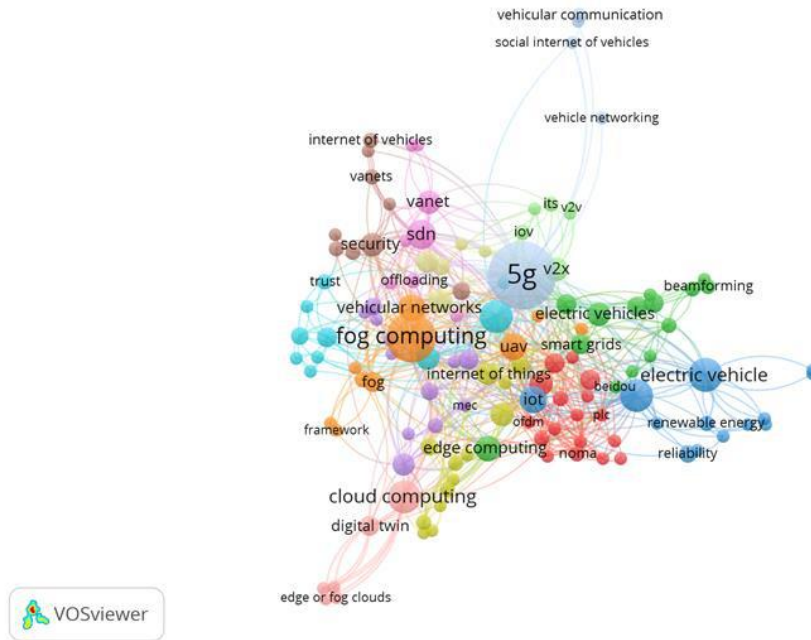 vehicular communication
social internet of vehicles
vehicle networking
internet of vehicles
vanets
vanet
its
v2v
sdn
iov
security
5g
v2x
trust
offloading
beamforming
vehicular networks
electric vehicles
fog computing
uav
smart grids
fog
internet of things
electric vehicle
beidou
mec
iot
plc
framework
ofdm
renewable energy
edge computing
noma
reliability
cloud computing
digital twin
edge or fog clouds
VOSviewer